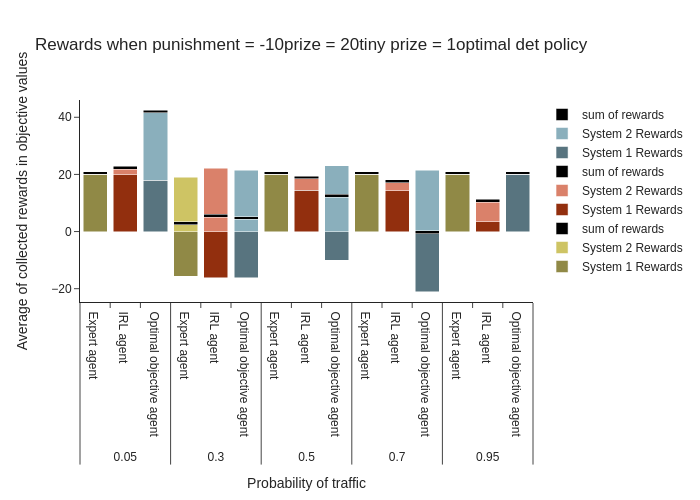 Rewards when punishment = -10prize = 20tiny prize = 1optimal det policy
Average of collected rewards in objective values
40
20
0
−20
sum of rewards
System 2 Rewards
System 1 Rewards
sum of rewards
System 2 Rewards
System 1 Rewards
sum of rewards
System 2 Rewards
System 1 Rewards
Expert agent
IRL agent
Optimal objective agent
Expert agent
IRL agent
Optimal objective agent
Expert agent
IRL agent
Optimal objective agent
Expert agent
IRL agent
Optimal objective agent
Expert agent
IRL agent
Optimal objective agent
0.05
0.3
0.5
0.7
0.95
Probability of traffic